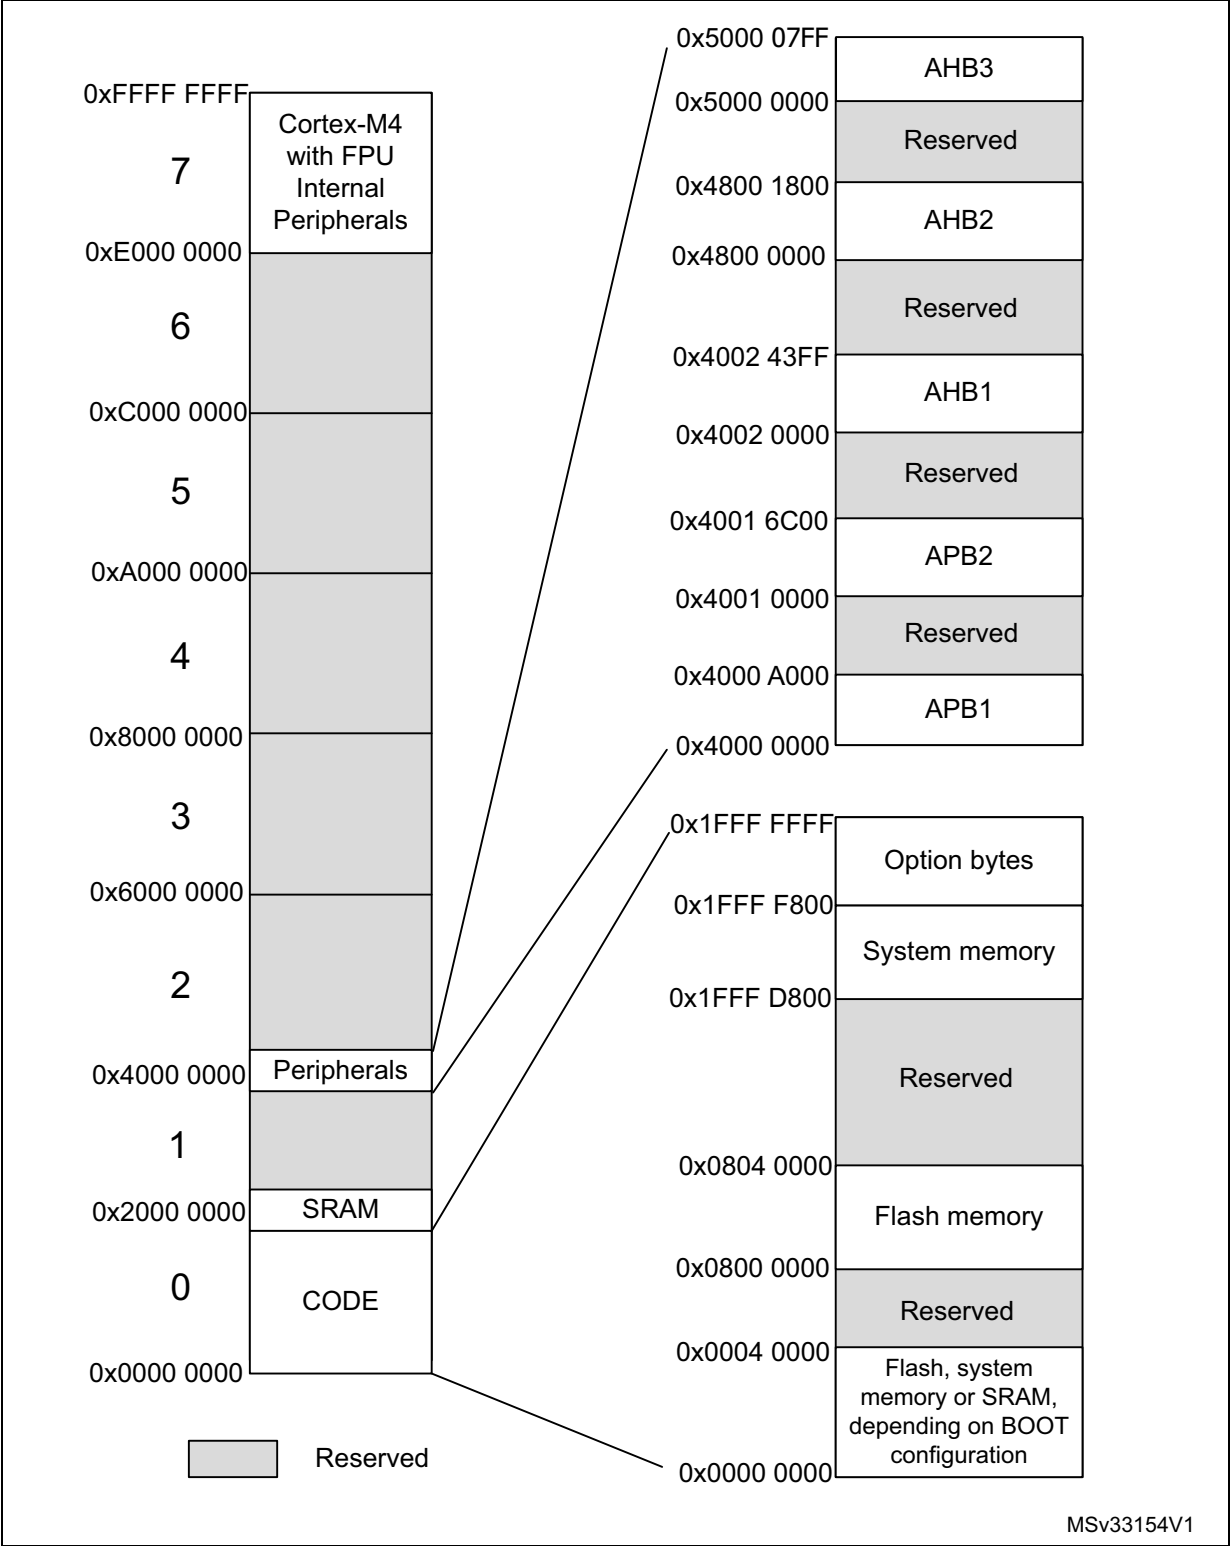 0xFFFF FFFF
Cortex-M4
with FPU
Internal
Peripherals
7
0xE000 0000
6
0xC000 0000
5
0xA000 0000
4
0x8000 0000
3
0x6000 0000
2
Peripherals
0x4000 0000
1
SRAM
0x2000 0000
0
CODE
0x0000 0000
Reserved
0x5000 07FF
AHB3
0x5000 0000
Reserved
0x4800 1800
AHB2
0x4800 0000
Reserved
0x4002 43FF
AHB1
0x4002 0000
Reserved
0x4001 6C00
APB2
0x4001 0000
Reserved
0x4000 A000
APB1
0x4000 0000
0x1FFF FFFF
Option bytes
0x1FFF F800
System memory
0x1FFF D800
Reserved
0x0804 0000
Flash memory
0x0800 0000
Reserved
0x0004 0000
Flash, system
memory or SRAM,
depending on BOOT
configuration
0x0000 0000
MSv33154V1